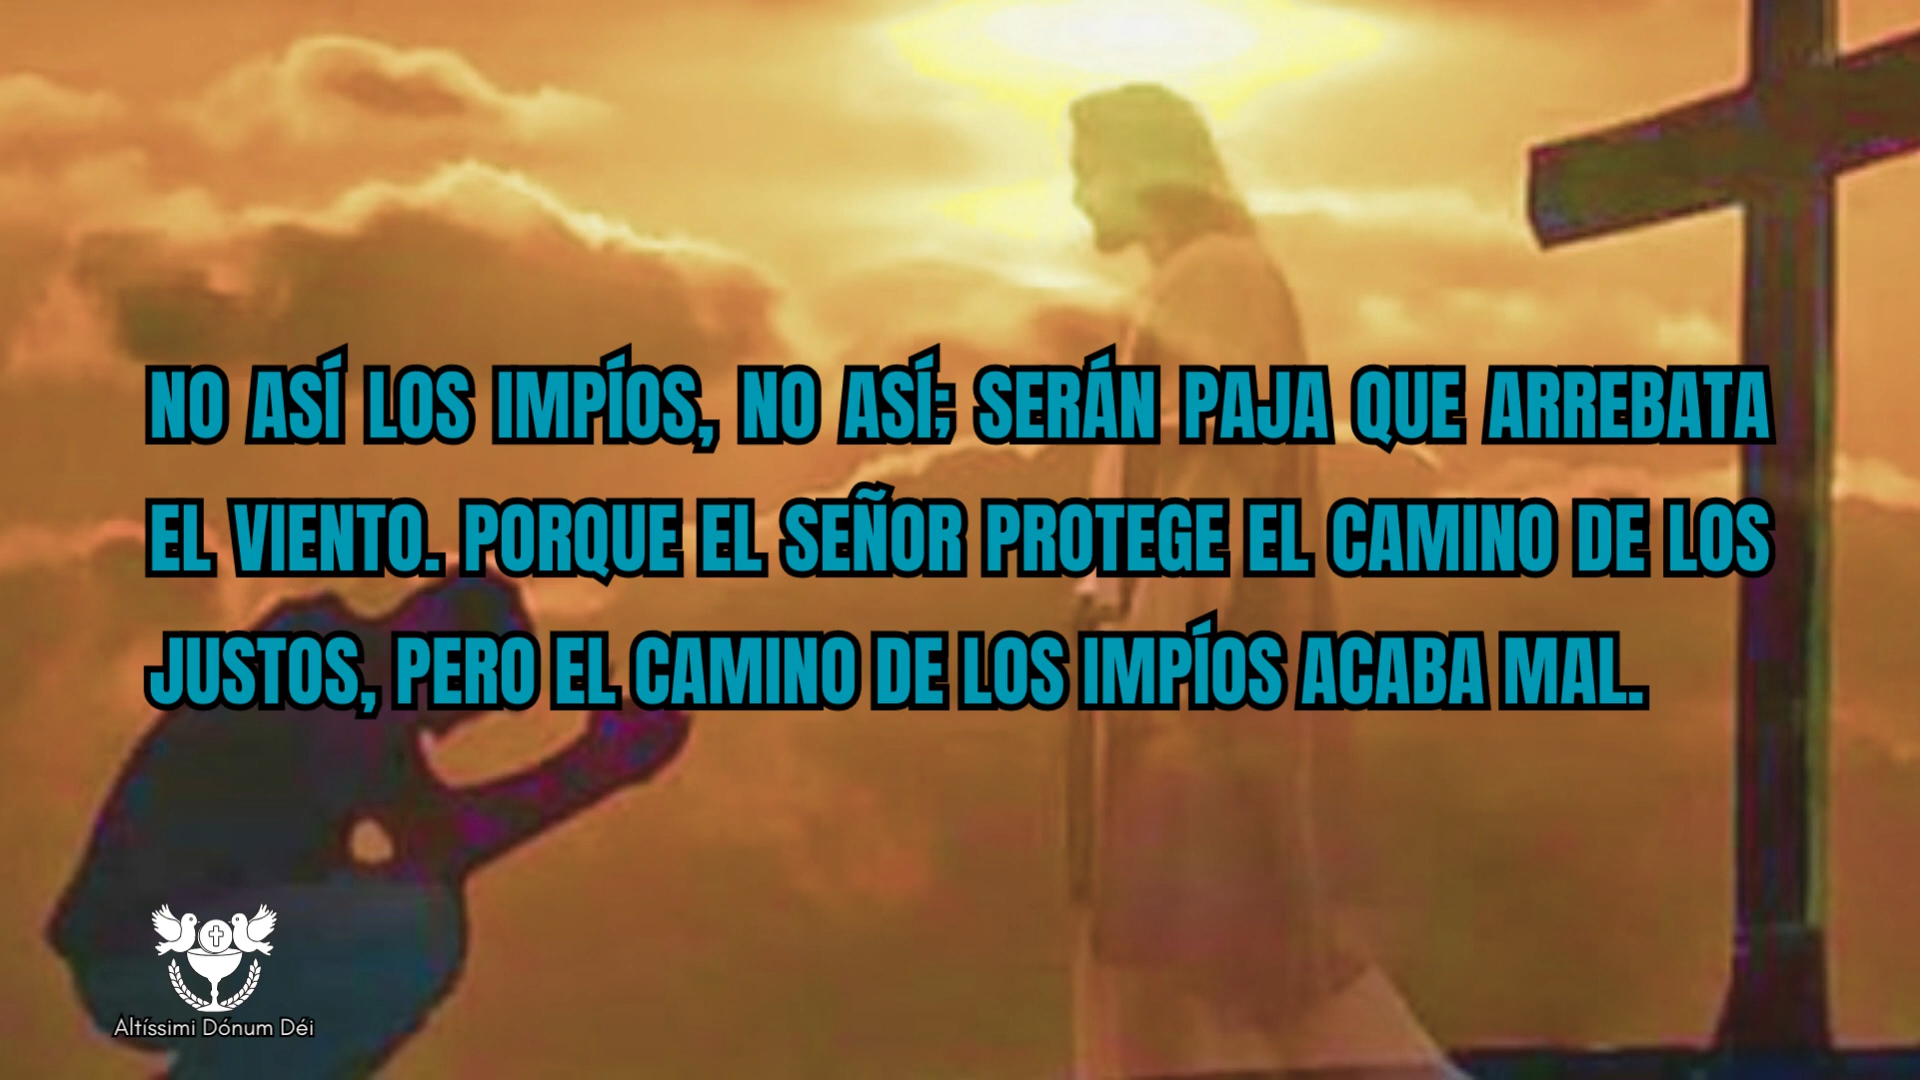 NO ASÍ LOS IMPÍOS, NO ASÍ; SERÁN PAJA QUE ARREBATA
EL VIENTO. PORQUE EL SEÑOR PROTEGE EL CAMINO DE LOS
JUSTOS, PERO EL CAMINO DE LOS IMPÍOS ACABA MAL.
Altíssimi Dónum Déi